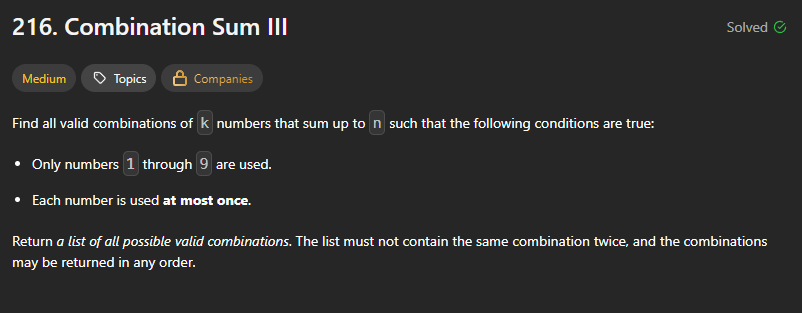 216. Combination Sum III
Solved
Medium
Topics
Companies
Find all valid combinations of k numbers that sum up to n such that the following conditions are true:
• Only numbers 1 through 9 are used.
• Each number is used at most once.
Return a list of all possible valid combinations. The list must not contain the same combination twice, and the combinations
may be returned in any order.